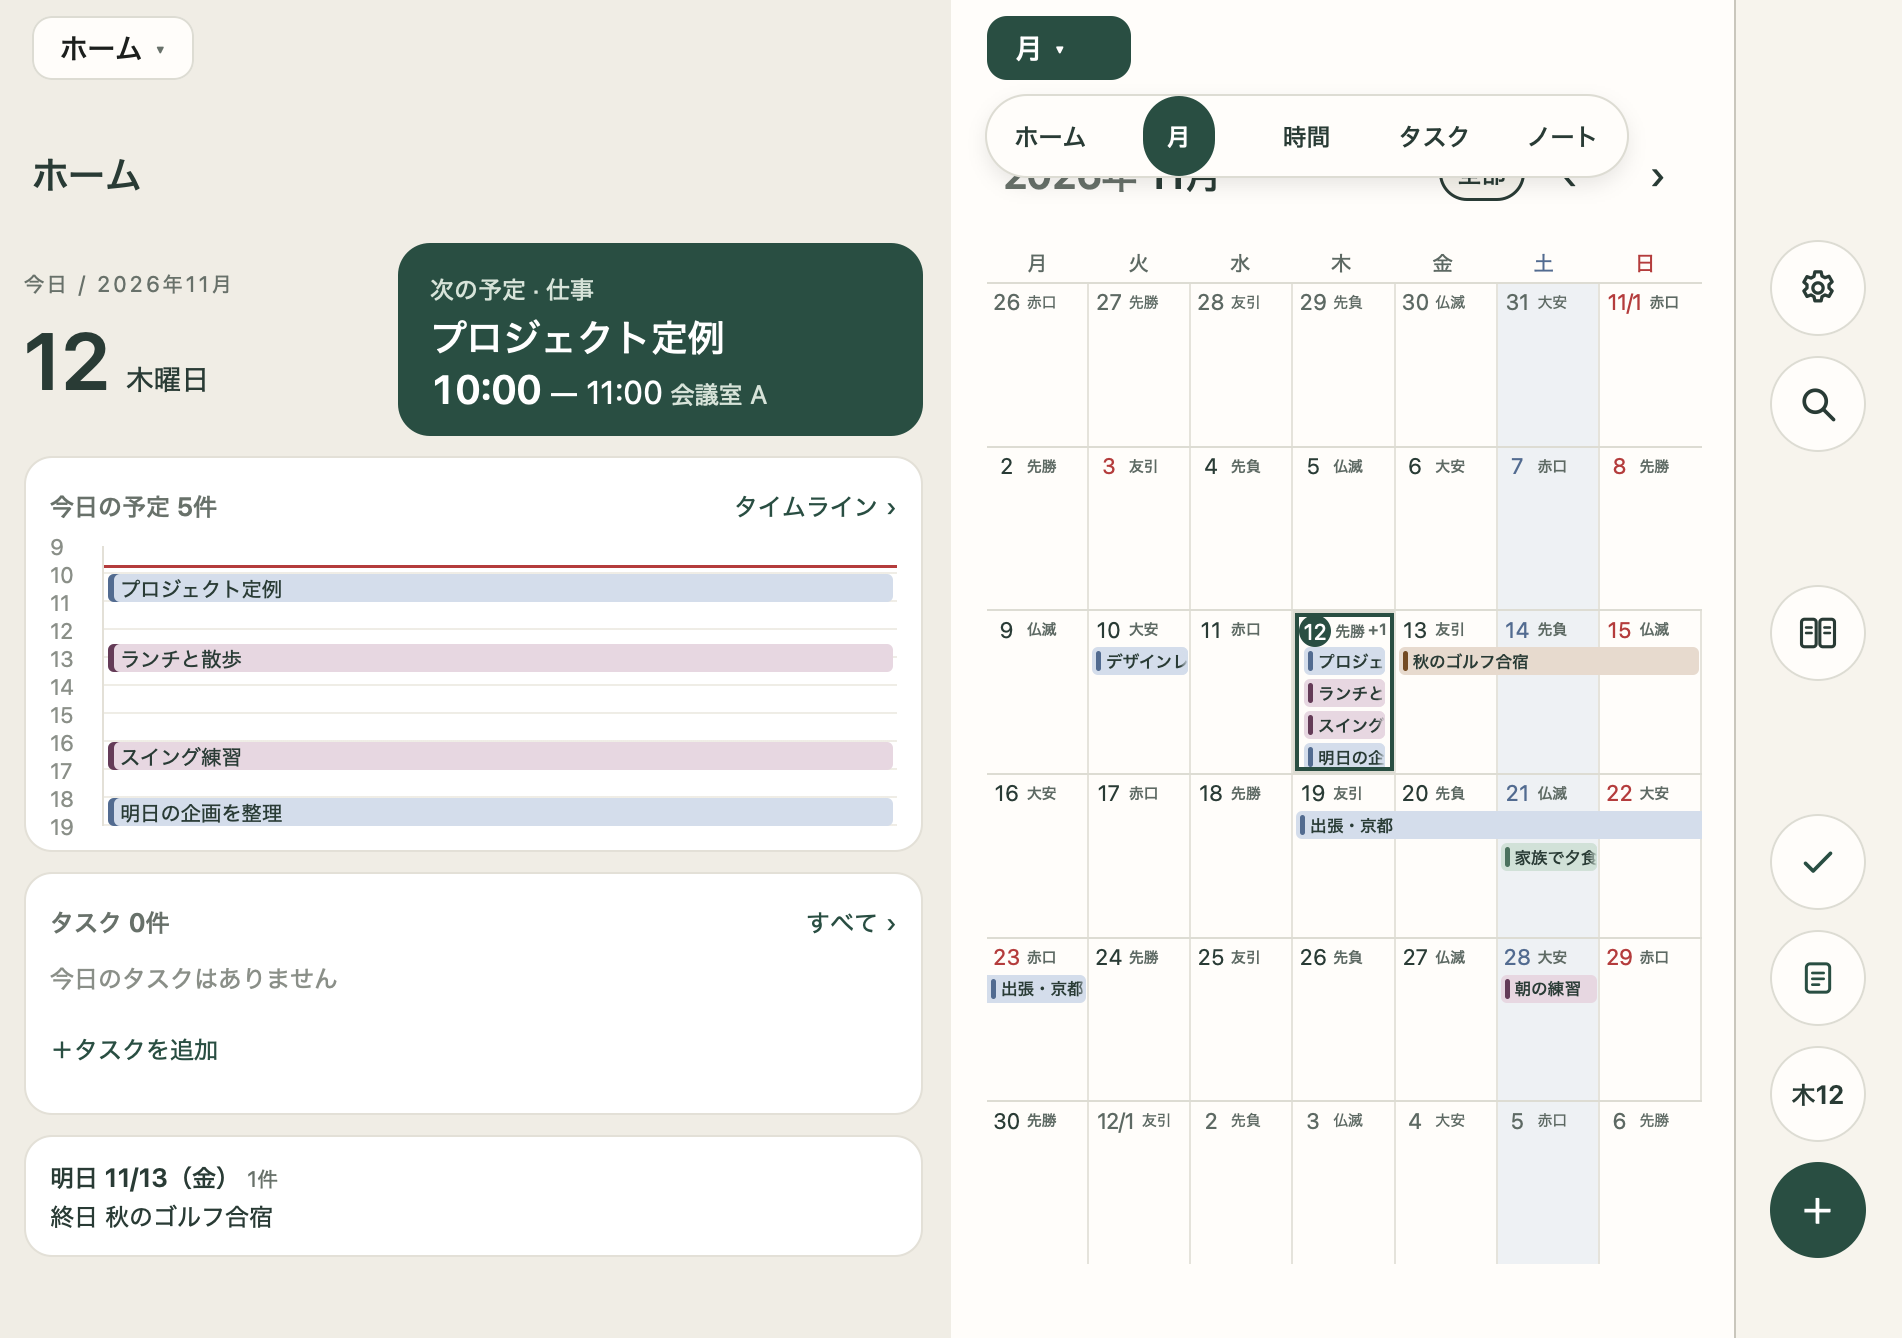 ホーム ▾
ホーム
今日 / 2026年11月
12 木曜日
次の予定 · 仕事
プロジェクト定例
10:00 — 11:00 会議室 A
今日の予定 5件 タイムライン ›
9
10
プロジェクト定例
11
12
13
ランチと散歩
14
15
16
スイング練習
17
18
明日の企画を整理
19
タスク 0件 すべて ›
今日のタスクはありません
+タスクを追加
明日 11/13（金） 1件
終日 秋のゴルフ合宿
月 ▾
ホーム 月 時間 タスク ノート
2026年 11月 全部 ‹ ›
月 火 水 木 金 土 日
26 赤口 27 先勝 28 友引 29 先負 30 仏滅 31 大安 11/1 赤口
2 先勝 3 友引 4 先負 5 仏滅 6 大安 7 赤口 8 先勝
9 仏滅 10 大安 11 赤口 12 先勝 +1 13 友引 14 先負 15 仏滅
デザインレ プロジェ 秋のゴルフ合宿
ランチと
スイング
明日の企
16 大安 17 赤口 18 先勝 19 友引 20 先負 21 仏滅 22 大安
出張・京都
家族で夕食
23 赤口 24 先勝 25 友引 26 先負 27 仏滅 28 大安 29 赤口
出張・京都 朝の練習
30 先勝 12/1 友引 2 先負 3 仏滅 4 大安 5 赤口 6 先勝
木12
+